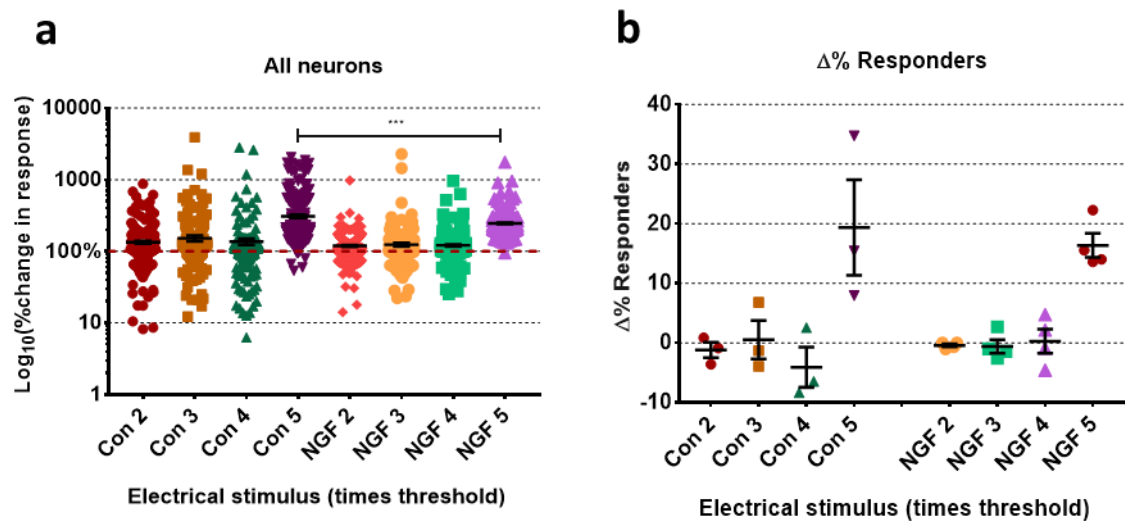 a
All neurons
Log10(%change in response)
10000
1000
100%
10
1
***
Con 2
Con 3
Con 4
Con 5
NGF 2
NGF 3
NGF 4
NGF 5
Electrical stimulus (times threshold)
b
Δ% Responders
Δ% Responders
40
30
20
10
0
-10
Con 2
Con 3
Con 4
Con 5
NGF 2
NGF 3
NGF 4
NGF 5
Electrical stimulus (times threshold)